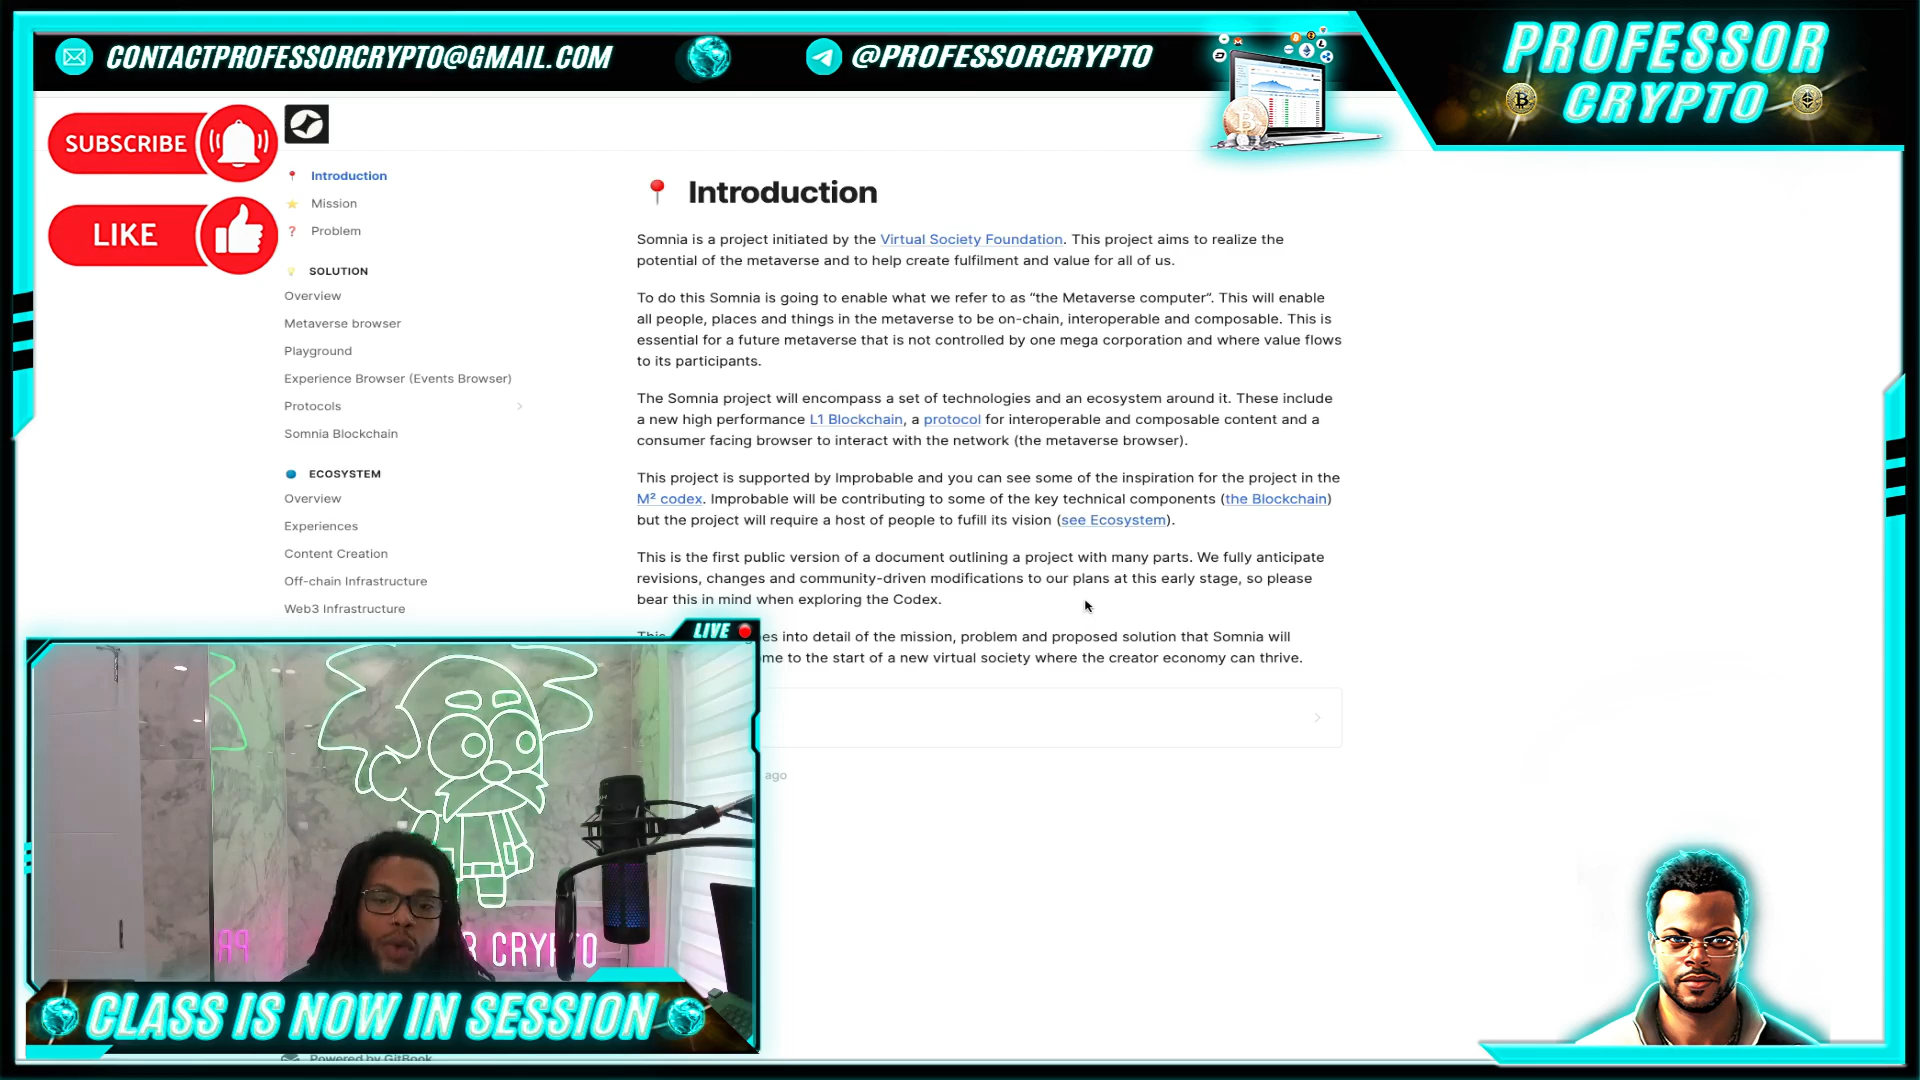 CONTACTPROFESSORCRYPTO@GMAIL.COM
@PROFESSORCRYPTO
PROFESSOR
CRYPTO
SUBSCRIBE
LIKE
Introduction
Mission
Problem
SOLUTION
Overview
Metaverse browser
Playground
Experience Browser (Events Browser)
Protocols
Somnia Blockchain
ECOSYSTEM
Overview
Experiences
Content Creation
Off-chain Infrastructure
Web3 Infrastructure
Introduction
Somnia is a project initiated by the Virtual Society Foundation. This project aims to realize the
potential of the metaverse and to help create fulfilment and value for all of us.
To do this Somnia is going to enable what we refer to as “the Metaverse computer”. This will enable
all people, places and things in the metaverse to be on-chain, interoperable and composable. This is
essential for a future metaverse that is not controlled by one mega corporation and where value flows
to its participants.
The Somnia project will encompass a set of technologies and an ecosystem around it. These include
a new high performance L1 Blockchain, a protocol for interoperable and composable content and a
consumer facing browser to interact with the network (the metaverse browser).
This project is supported by Improbable and you can see some of the inspiration for the project in the
M² codex. Improbable will be contributing to some of the key technical components (the Blockchain)
but the project will require a host of people to fufill its vision (see Ecosystem).
This is the first public version of a document outlining a project with many parts. We fully anticipate
revisions, changes and community-driven modifications to our plans at this early stage, so please
bear this in mind when exploring the Codex.
This into detail of the mission, problem and proposed solution that Somnia will
to the start of a new virtual society where the creator economy can thrive.
ago
LIVE
CRYPTO
CLASS IS NOW IN SESSION
Powered by GitBook